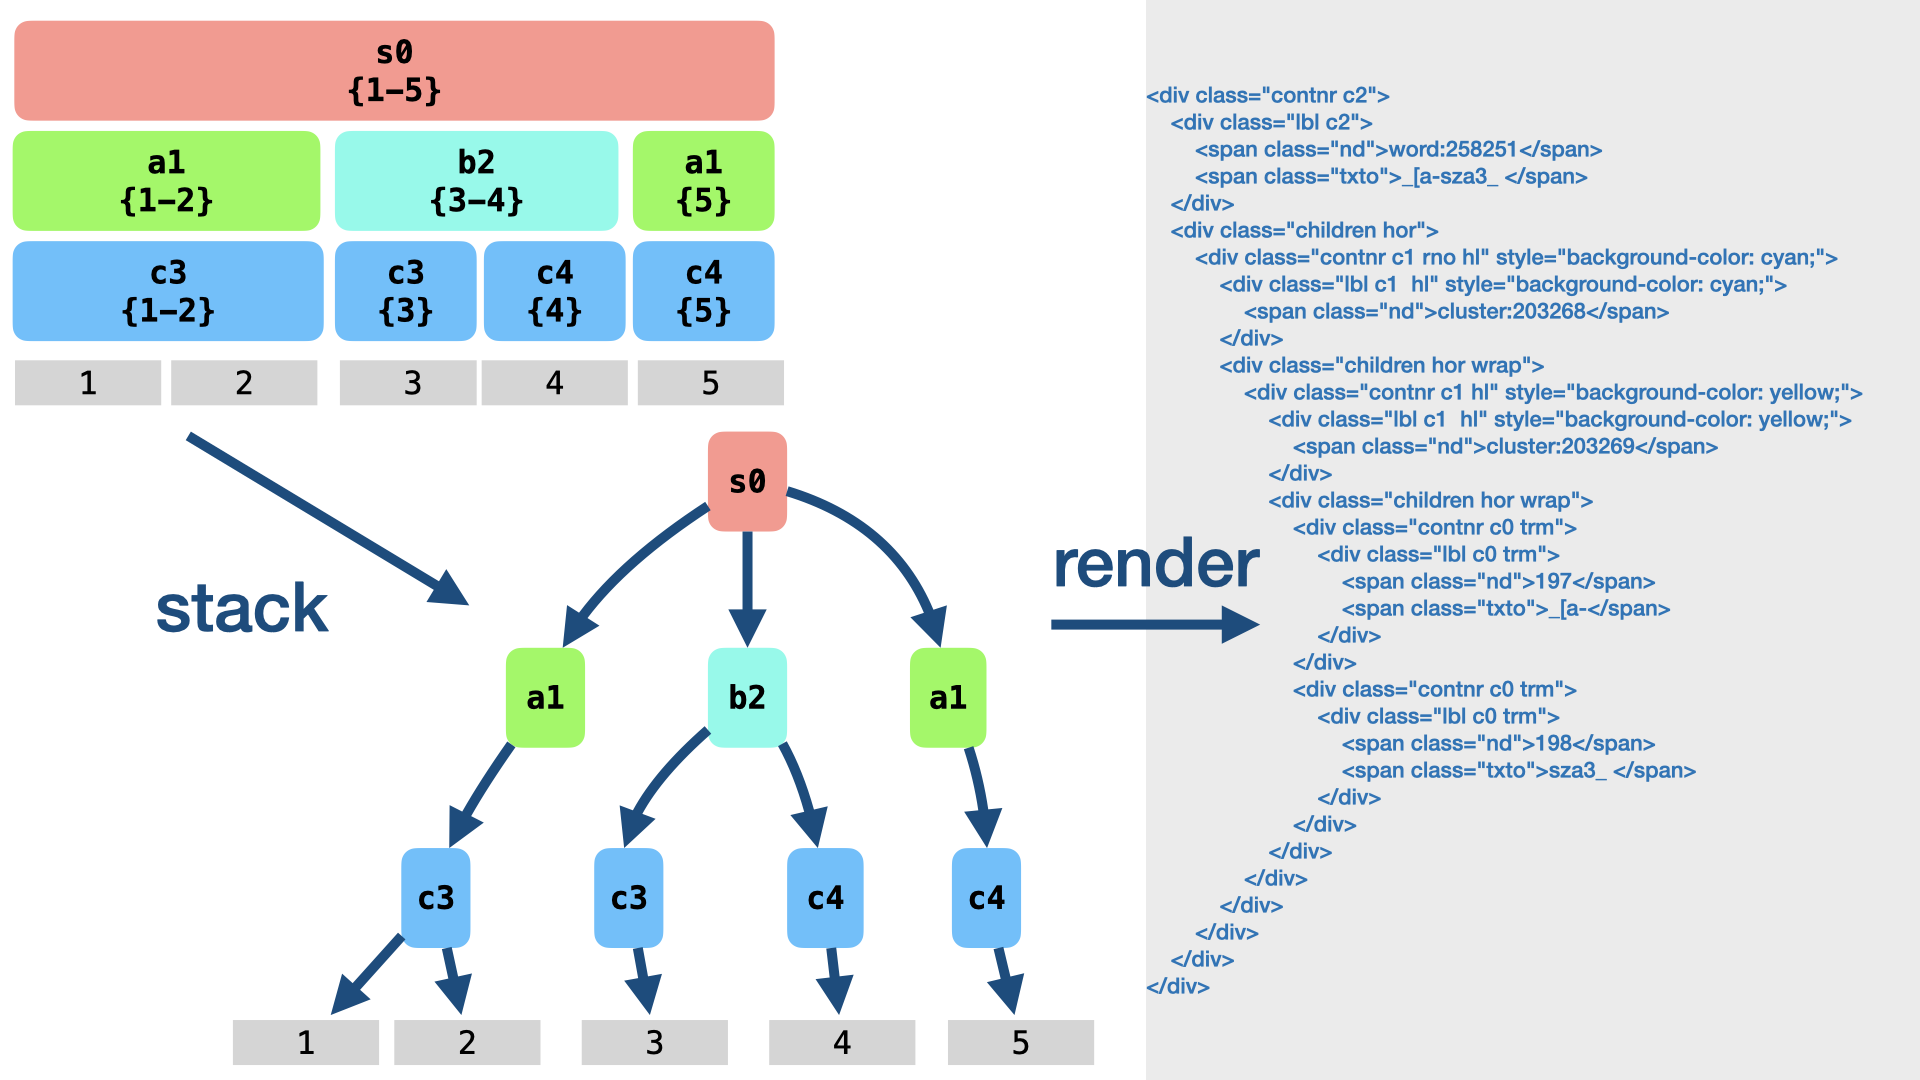 s0
{1-5}
a1
{1-2}
b2
{3-4}
a1
{5}
c3
{1-2}
c3
{3}
c4
{4}
c4
{5}
1 2 3 4 5
stack
s0
a1 b2 a1
c3 c3 c4 c4
1 2 3 4 5
render
<div class="contnr c2">
  <div class="lbl c2">
    <span class="nd">word:258251</span>
    <span class="txto">_[a-sza3_ </span>
  </div>
  <div class="children hor">
    <div class="contnr c1 rno hl" style="background-color: cyan;">
      <div class="lbl c1  hl" style="background-color: cyan;">
        <span class="nd">cluster:203268</span>
      </div>
      <div class="children hor wrap">
        <div class="contnr c1 hl" style="background-color: yellow;">
          <div class="lbl c1  hl" style="background-color: yellow;">
            <span class="nd">cluster:203269</span>
          </div>
          <div class="children hor wrap">
            <div class="contnr c0 trm">
              <div class="lbl c0 trm">
                <span class="nd">197</span>
                <span class="txto">_[a-</span>
              </div>
            </div>
            <div class="contnr c0 trm">
              <div class="lbl c0 trm">
                <span class="nd">198</span>
                <span class="txto">sza3_ </span>
              </div>
            </div>
          </div>
        </div>
      </div>
    </div>
  </div>
</div>